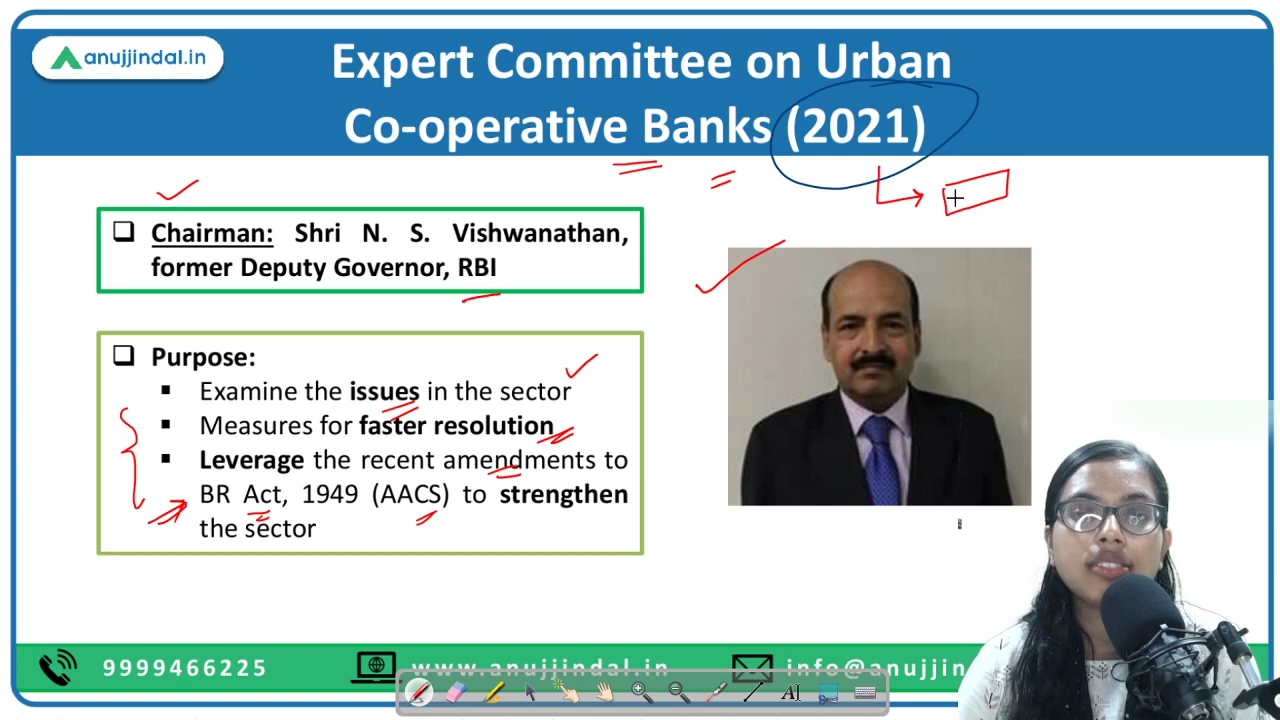 anujjindal.in
Expert Committee on Urban
Co-operative Banks (2021)
❑ Chairman: Shri N. S. Vishwanathan,
former Deputy Governor, RBI
❑ Purpose:
▪ Examine the issues in the sector
▪ Measures for faster resolution
▪ Leverage the recent amendments to
BR Act, 1949 (AACS) to strengthen
the sector
9999466225
www.anujjindal.in
info@anujjin
AI